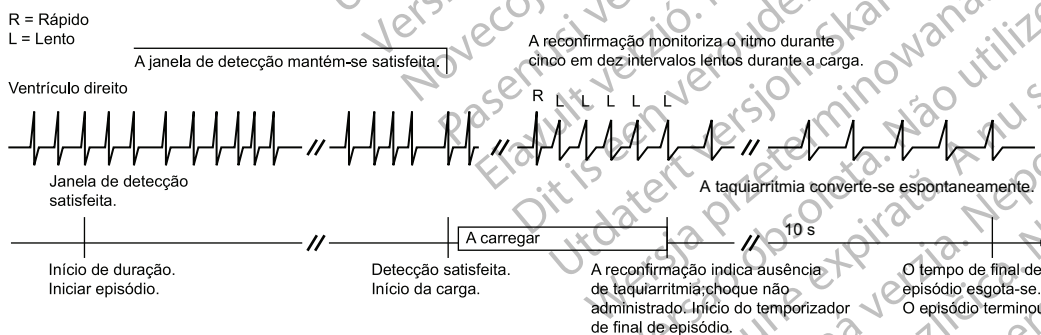 R = Rápido
L = Lento
A janela de detecção mantém-se satisfeita.
A reconfirmação monitoriza o ritmo durante
cinco em dez intervalos lentos durante a carga.
Ventrículo direito
R L L L L L
Janela de detecção
satisfeita.
A taquiarritmia converte-se espontaneamente.
A carregar
10 s
Início de duração.
Iniciar episódio.
Detecção satisfeita.
Início da carga.
A reconfirmação indica ausência
de taquiarritmia;choque não
administrado. Início do temporizador
de final de episódio.
O tempo de final de
episódio esgota-se.
O episódio terminou